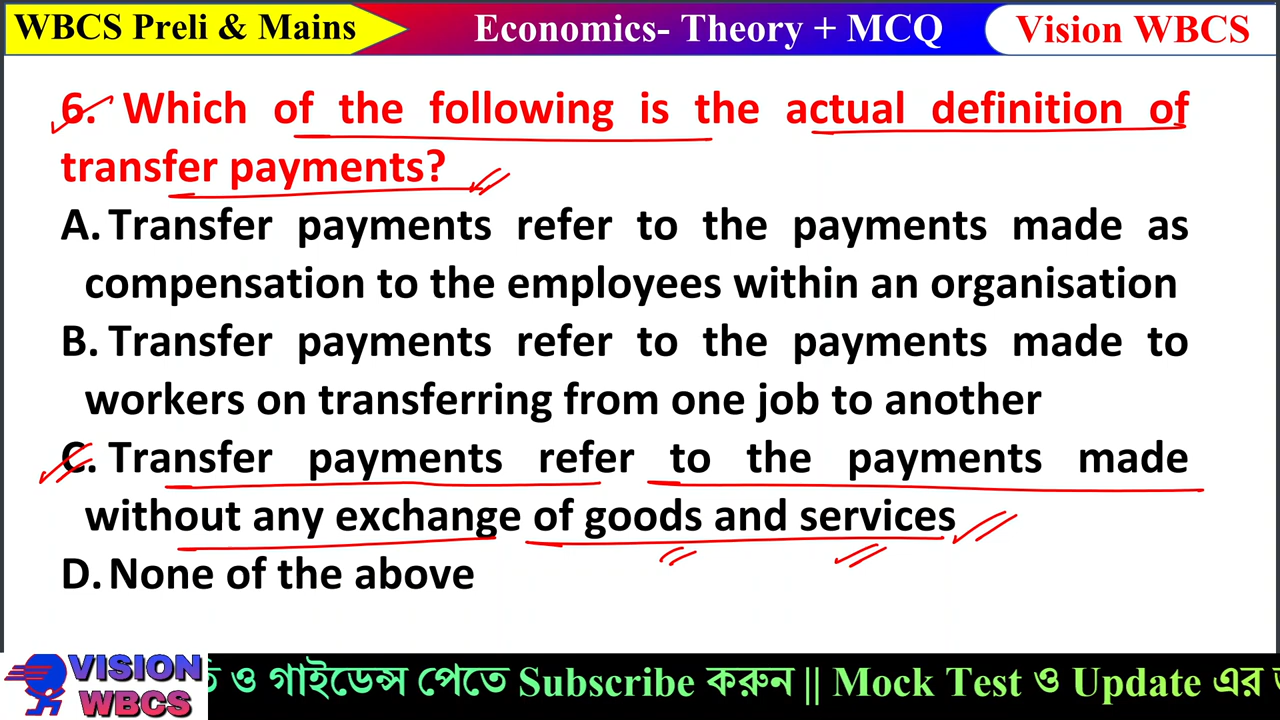 WBCS Preli & Mains
Economics- Theory + MCQ
Vision WBCS
6. Which of the following is the actual definition of
transfer payments?
A. Transfer payments refer to the payments made as
compensation to the employees within an organisation
B. Transfer payments refer to the payments made to
workers on transferring from one job to another
C. Transfer payments refer to the payments made
without any exchange of goods and services
D. None of the above
VISION
WBCS
ও গাইডেন্স পেতে Subscribe করুন || Mock Test ও Update এর